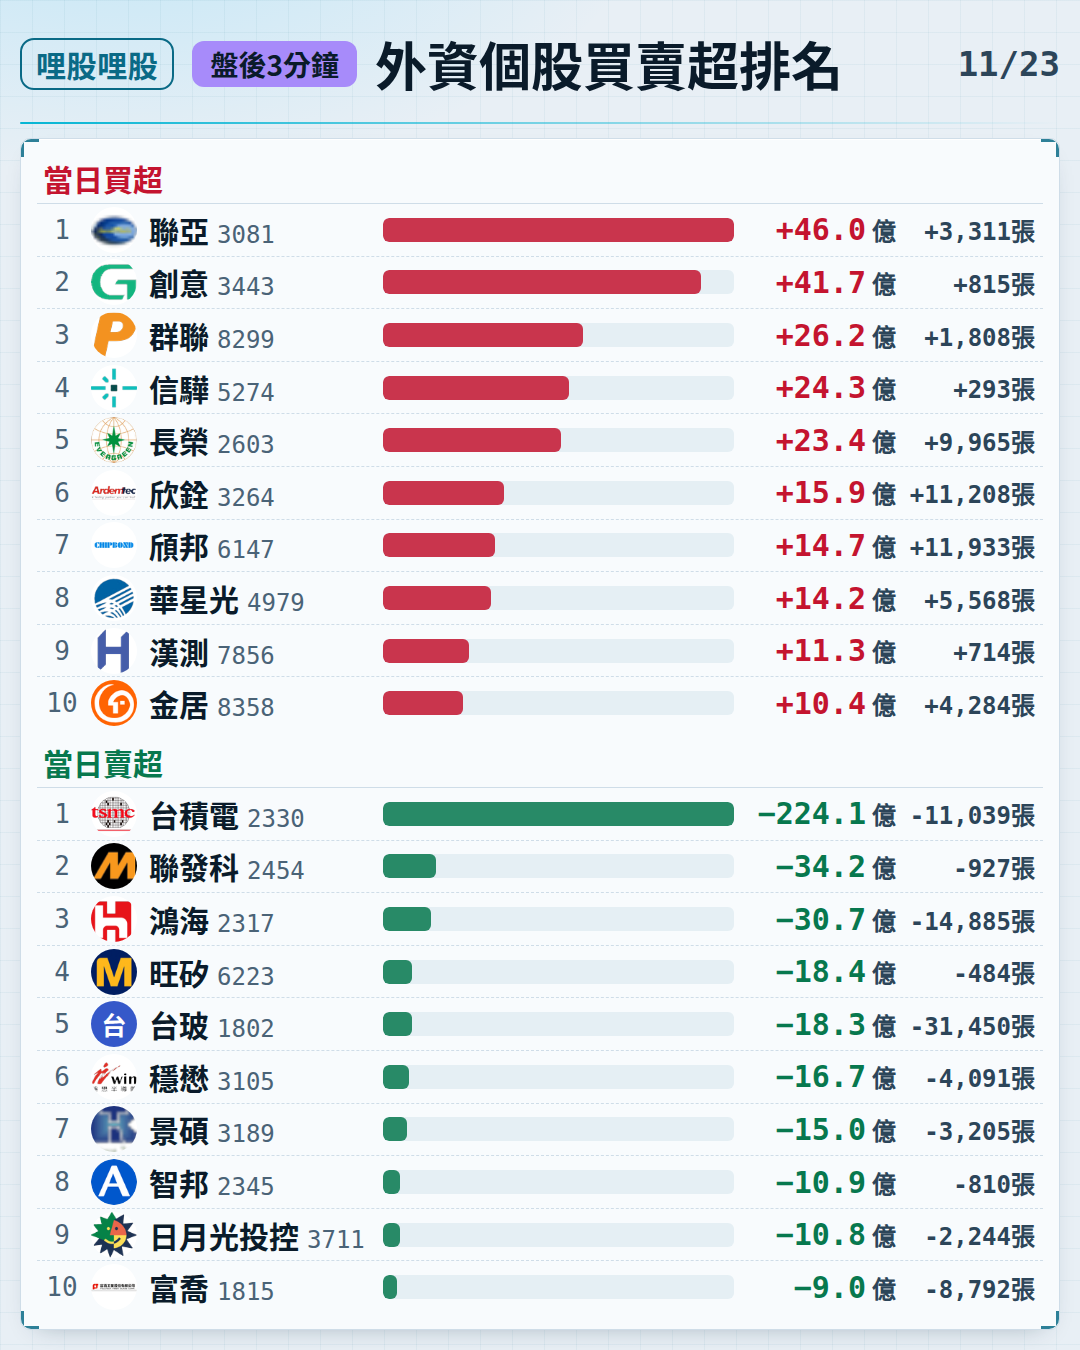 哩股哩股 盤後3分鐘 外資個股買賣超排名 11/23
當日買超
1 聯亞 3081 +46.0 億 +3,311張
2 創意 3443 +41.7 億 +815張
3 群聯 8299 +26.2 億 +1,808張
4 信驊 5274 +24.3 億 +293張
5 EVERGREEN 長榮 2603 +23.4 億 +9,965張
6 Ardentec 欣銓 3264 +15.9 億 +11,208張
7 CHIPBOND 頎邦 6147 +14.7 億 +11,933張
8 華星光 4979 +14.2 億 +5,568張
9 漢測 7856 +11.3 億 +714張
10 金居 8358 +10.4 億 +4,284張
當日賣超
1 tsmc 台積電 2330 −224.1 億 -11,039張
2 聯發科 2454 −34.2 億 -927張
3 鴻海 2317 −30.7 億 -14,885張
4 M 旺矽 6223 −18.4 億 -484張
5 台 台玻 1802 −18.3 億 -31,450張
6 win 穩懋 3105 −16.7 億 -4,091張
7 景碩 3189 −15.0 億 -3,205張
8 A 智邦 2345 −10.9 億 -810張
9 日月光投控 3711 −10.8 億 -2,244張
10 富喬 1815 −9.0 億 -8,792張